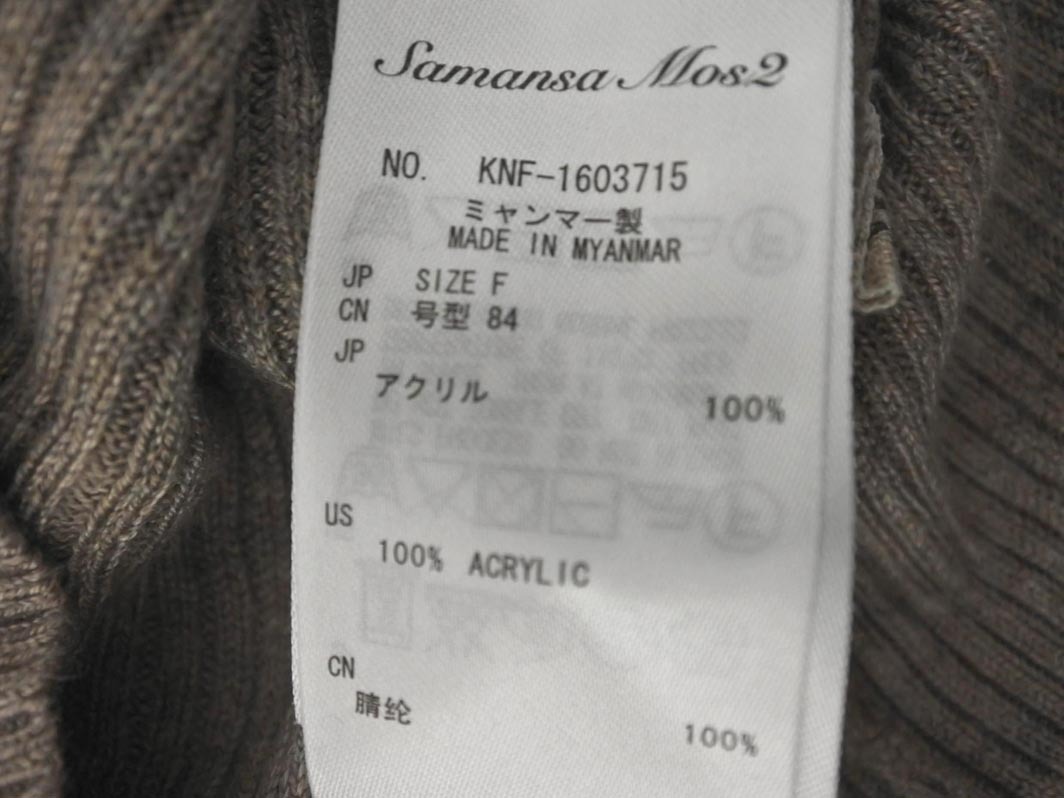 Samansa Mos2
NO. KNF-1603715
ミャンマー製
MADE IN MYANMAR
JP SIZE F
CN 号型 84
JP
アクリル 100%
US
100% ACRYLIC
CN
腈纶 100%